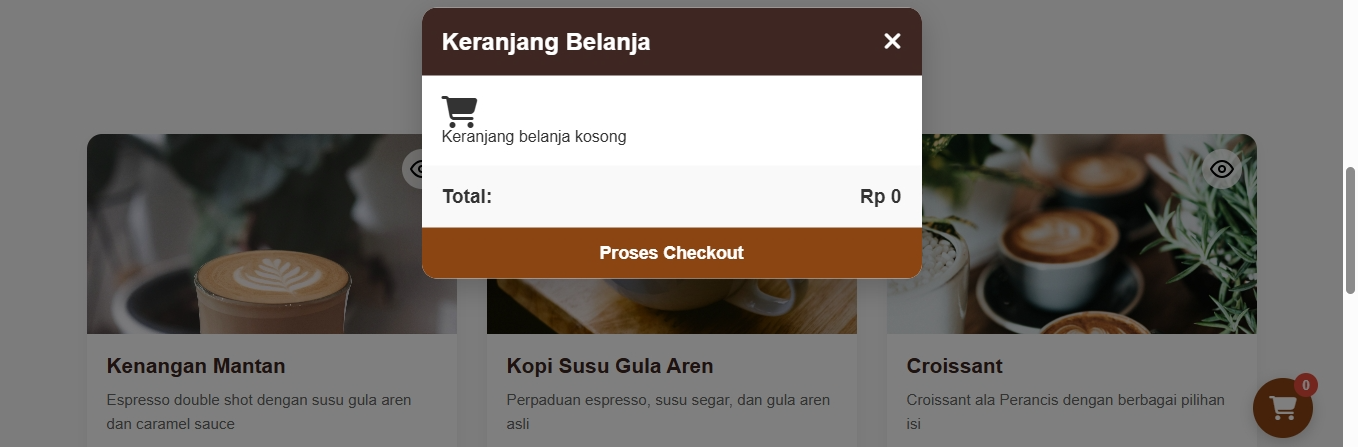 Keranjang Belanja
Keranjang belanja kosong
Total: Rp 0
Proses Checkout
Kenangan Mantan
Espresso double shot dengan susu gula aren
dan caramel sauce
Kopi Susu Gula Aren
Perpaduan espresso, susu segar, dan gula aren
asli
Croissant
Croissant ala Perancis dengan berbagai pilihan
isi
0